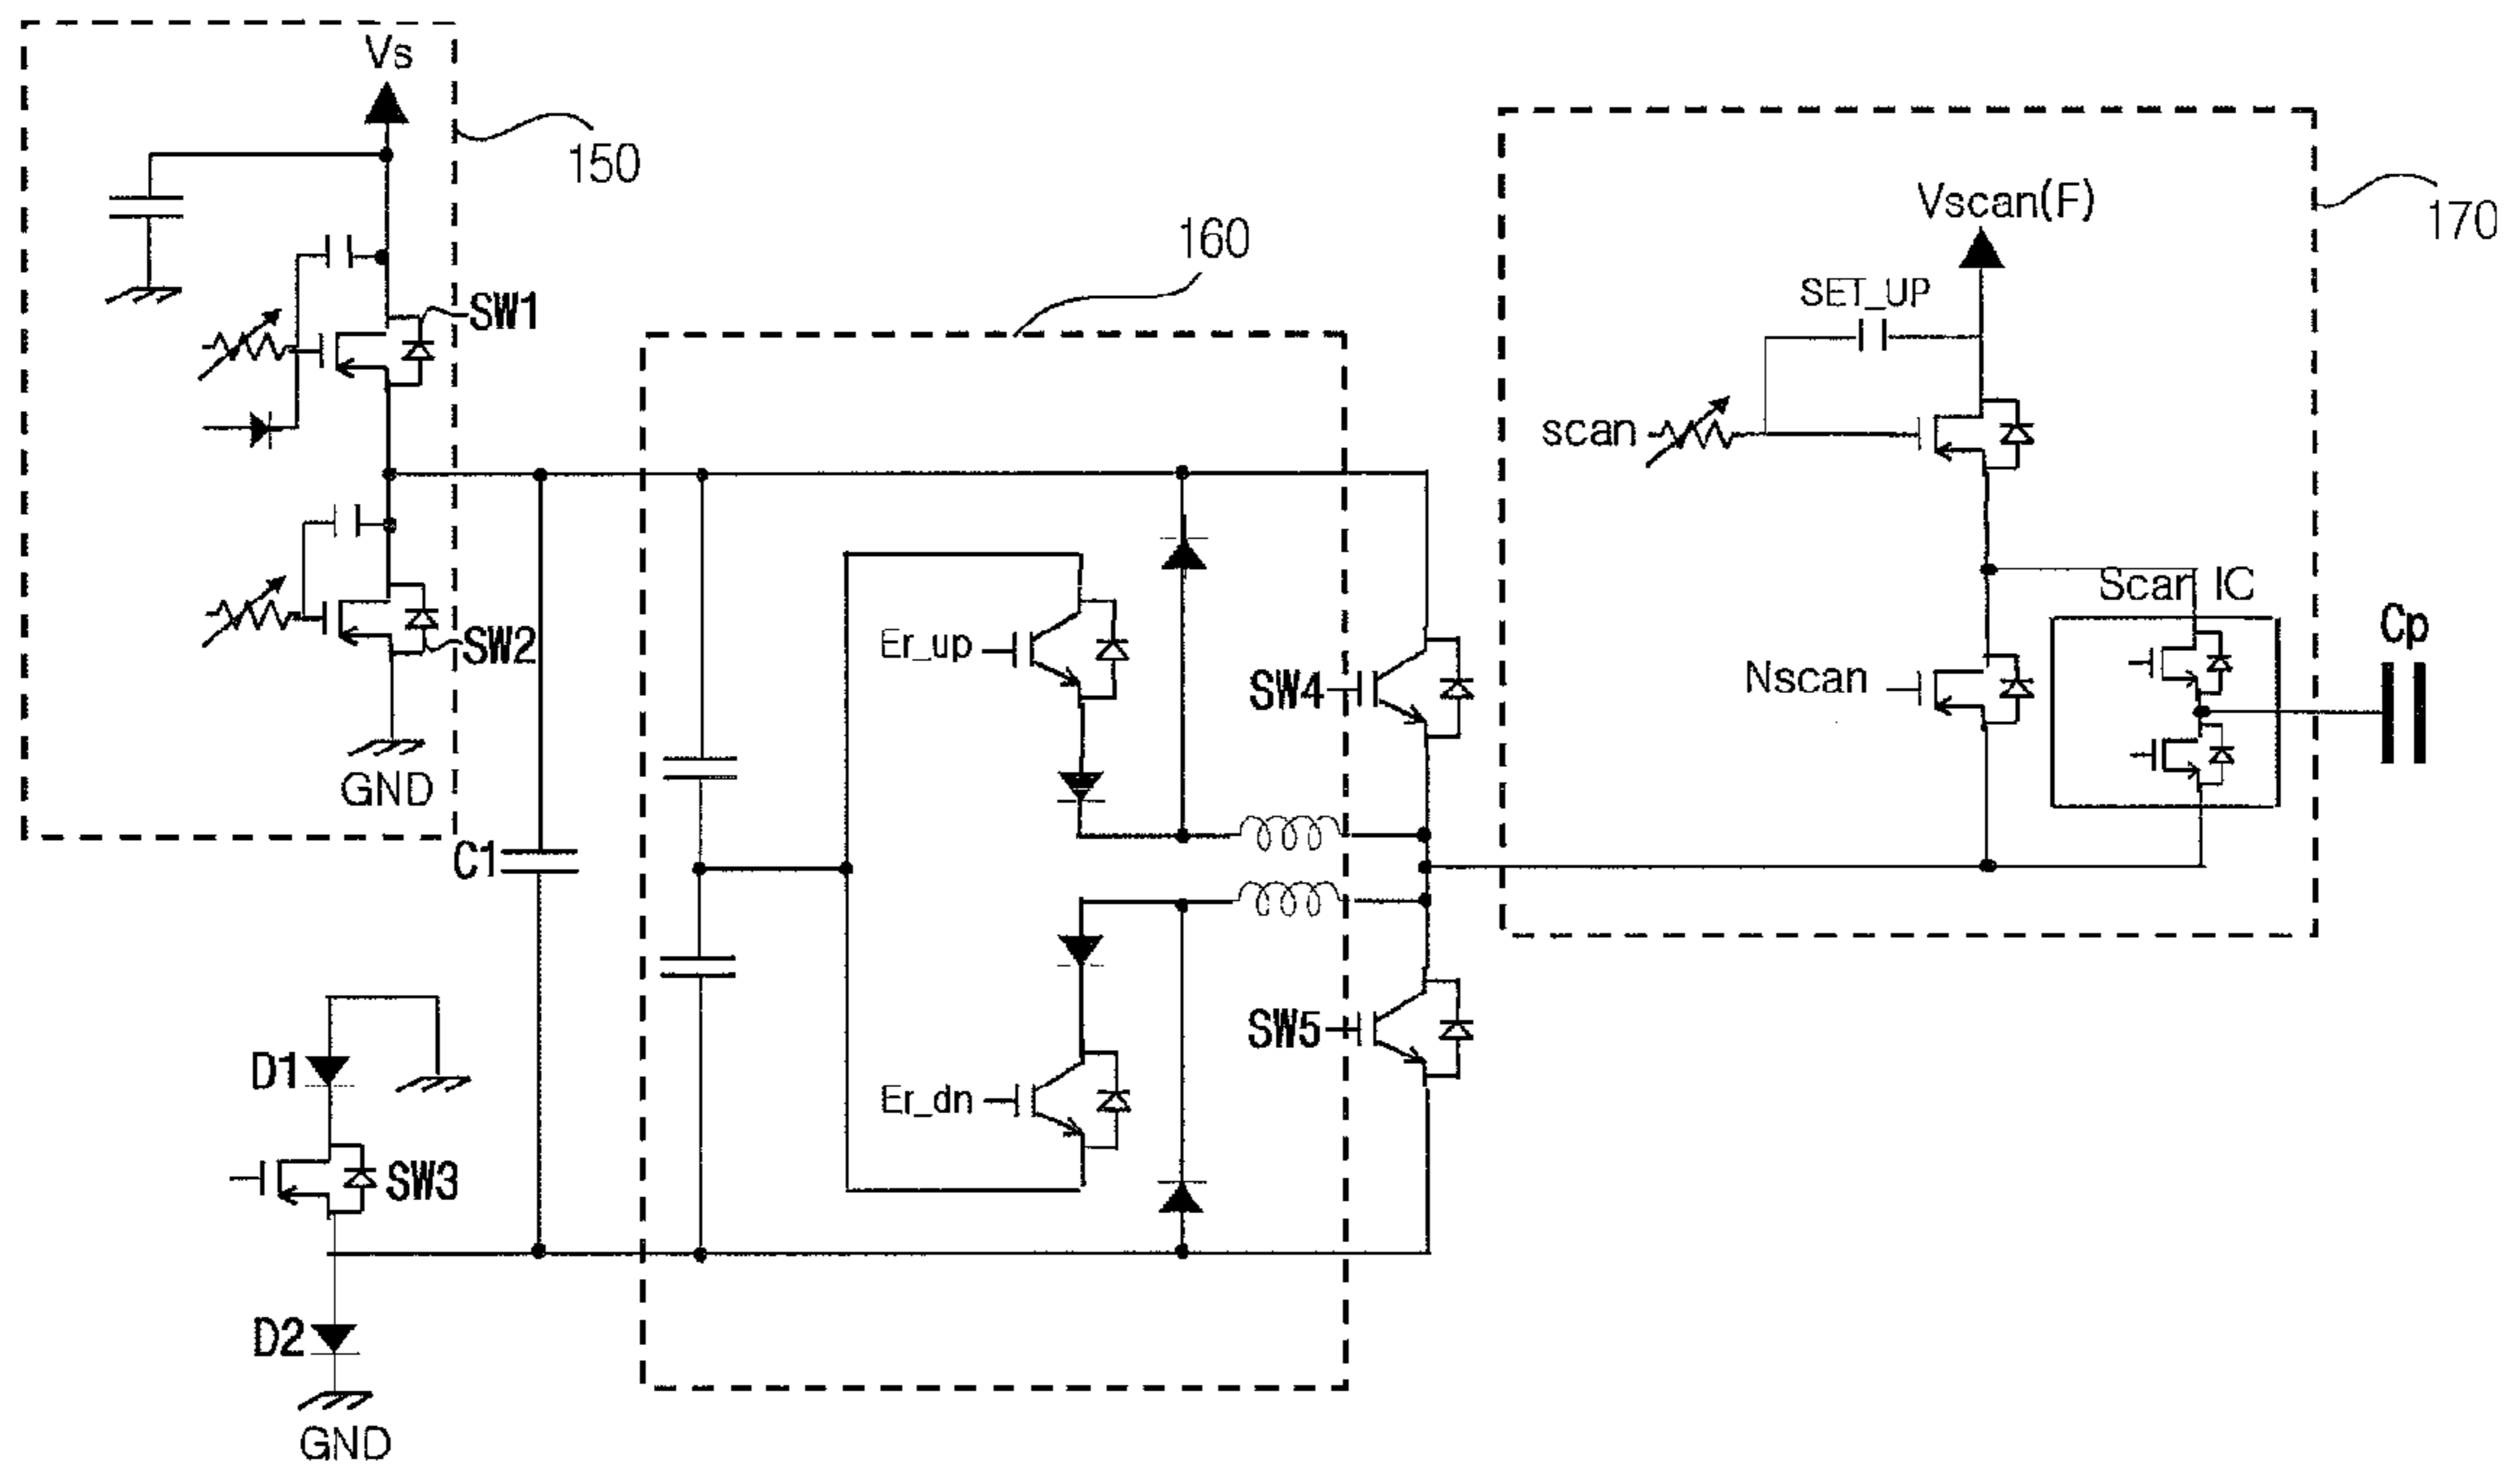 Vs
150
SW1
SW2
GND
C1
D1
SW3
D2
GND
160
Er_up
Er_dn
SW4
SW5
170
Vscan(F)
SET_UP
scan
Nscan
Scan IC
Cp